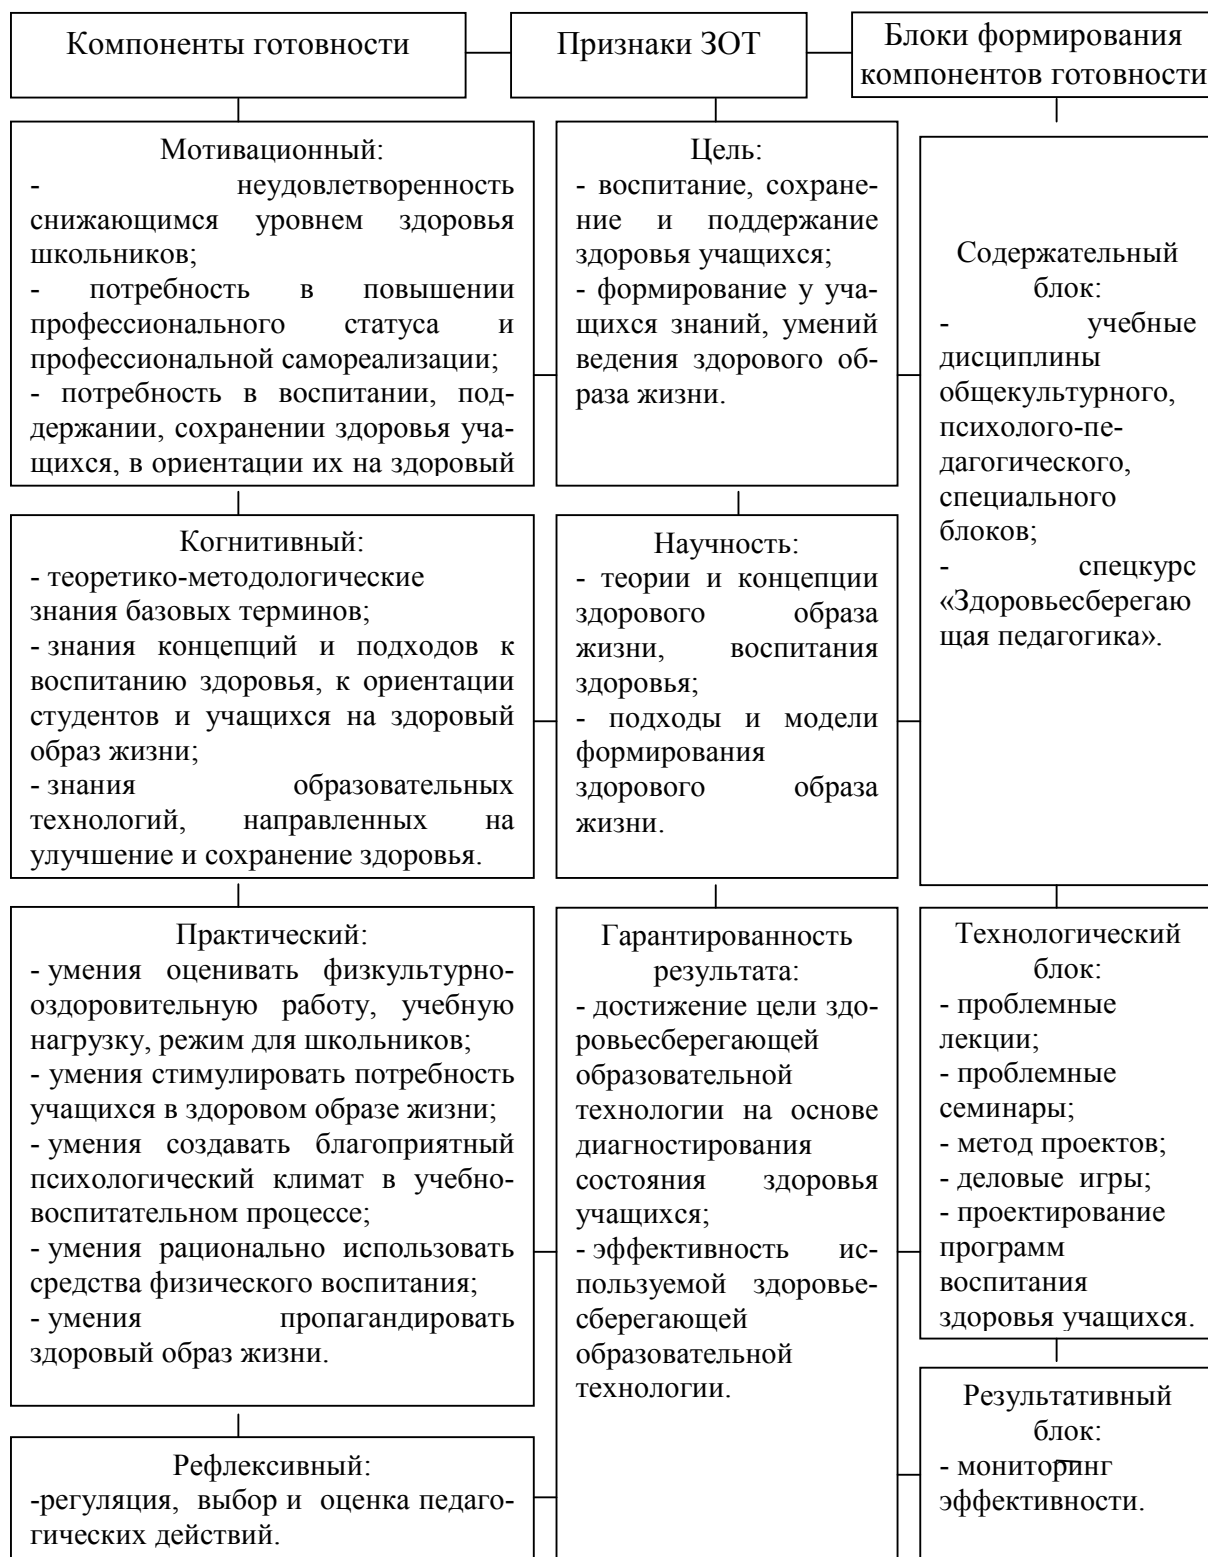 Компоненты готовности
Признаки ЗОТ
Блоки формирования
компонентов готовности
Мотивационный:
- неудовлетворенность
снижающимся уровнем здоровья
школьников;
- потребность в повышении
профессионального статуса и
профессиональной самореализации;
- потребность в воспитании, под-
держании, сохранении здоровья уча-
щихся, в ориентации их на здоровый
Цель:
- воспитание, сохране-
ние и поддержание
здоровья учащихся;
- формирование у уча-
щихся знаний, умений
ведения здорового об-
раза жизни.
Содержательный
блок:
- учебные
дисциплины
общекультурного,
психолого-пе-
дагогического,
специального
блоков;
- спецкурс
«Здоровьесберегаю
щая педагогика».
Когнитивный:
- теоретико-методологические
знания базовых терминов;
- знания концепций и подходов к
воспитанию здоровья, к ориентации
студентов и учащихся на здоровый
образ жизни;
- знания образовательных
технологий, направленных на
улучшение и сохранение здоровья.
Научность:
- теории и концепции
здорового образа
жизни, воспитания
здоровья;
- подходы и модели
формирования
здорового образа
жизни.
Практический:
- умения оценивать физкультурно-
оздоровительную работу, учебную
нагрузку, режим для школьников;
- умения стимулировать потребность
учащихся в здоровом образе жизни;
- умения создавать благоприятный
психологический климат в учебно-
воспитательном процессе;
- умения рационально использовать
средства физического воспитания;
- умения пропагандировать
здоровый образ жизни.
Гарантированность
результата:
- достижение цели здо-
ровьесберегающей
образовательной
технологии на основе
диагностирования
состояния здоровья
учащихся;
- эффективность ис-
пользуемой здоровье-
сберегающей
образовательной
технологии.
Технологический
блок:
- проблемные
лекции;
- проблемные
семинары;
- метод проектов;
- деловые игры;
- проектирование
программ
воспитания
здоровья учащихся.
Рефлексивный:
-регуляция, выбор и оценка педаго-
гических действий.
Результативный
блок:
- мониторинг
эффективности.